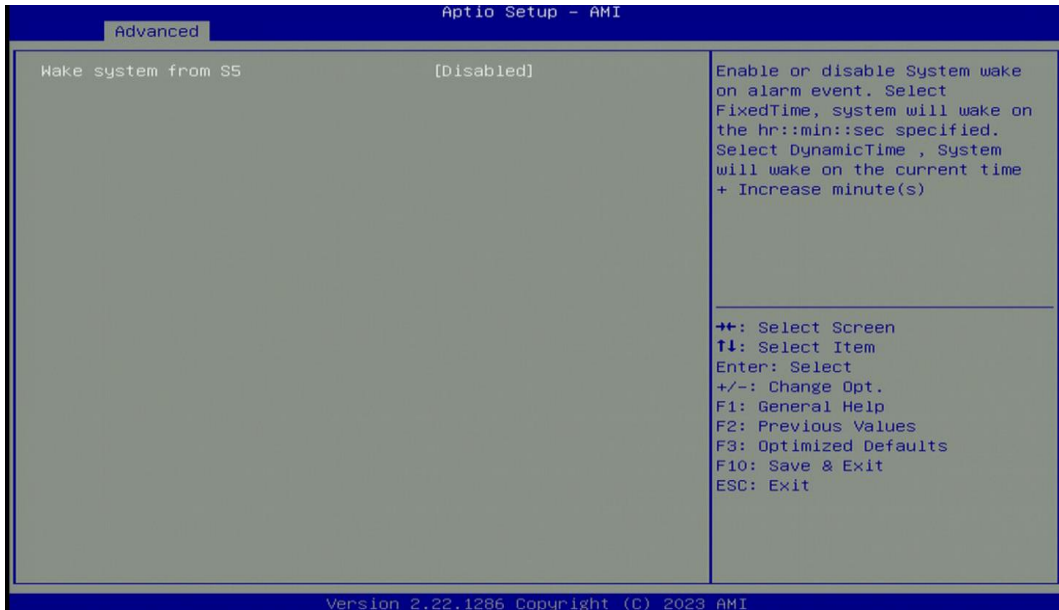 Aptio Setup – AMI
Advanced
Wake system from S5 [Disabled]
Enable or disable System wake
on alarm event. Select
FixedTime, system will wake on
the hr::min::sec specified.
Select DynamicTime , System
will wake on the current time
+ Increase minute(s)
→←: Select Screen
↑↓: Select Item
Enter: Select
+/-: Change Opt.
F1: General Help
F2: Previous Values
F3: Optimized Defaults
F10: Save & Exit
ESC: Exit
Version 2.22.1286 Copyright (C) 2023 AMI